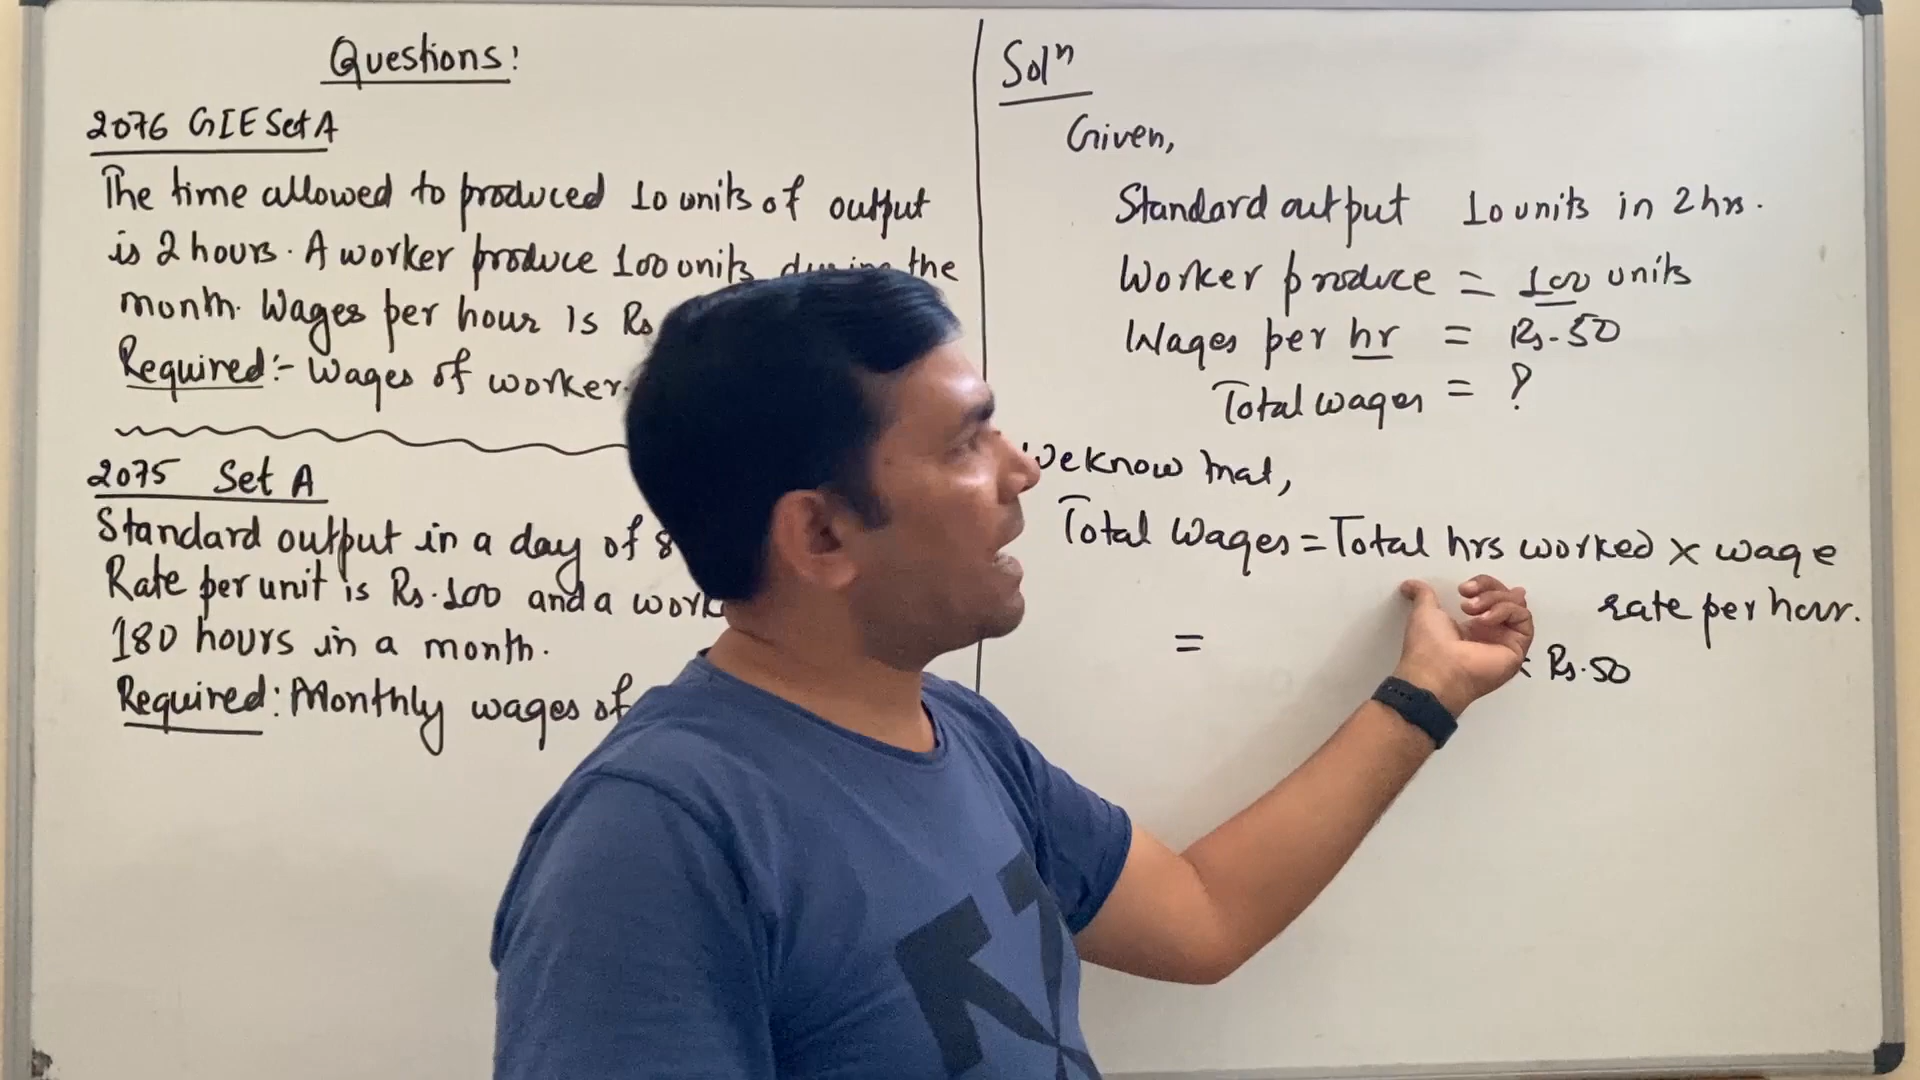 Questions:
2076 GIE Set A
The time allowed to produced 10 units of output
is 2 hours. A worker produce 100 units during the
month. Wages per hour is Rs
Required:- Wages of worker.
2075 Set A
Standard output in a day of 8
Rate per unit is Rs. 100 and a work
180 hours in a month.
Required: Monthly wages of
Solⁿ
Given,
Standard output 10 units in 2 hrs.
Worker produce = 100 units
Wages per hr = Rs. 50
Total wages = ?
We know that,
Total Wages = Total hrs worked × wage
rate per hour.
= × Rs. 50